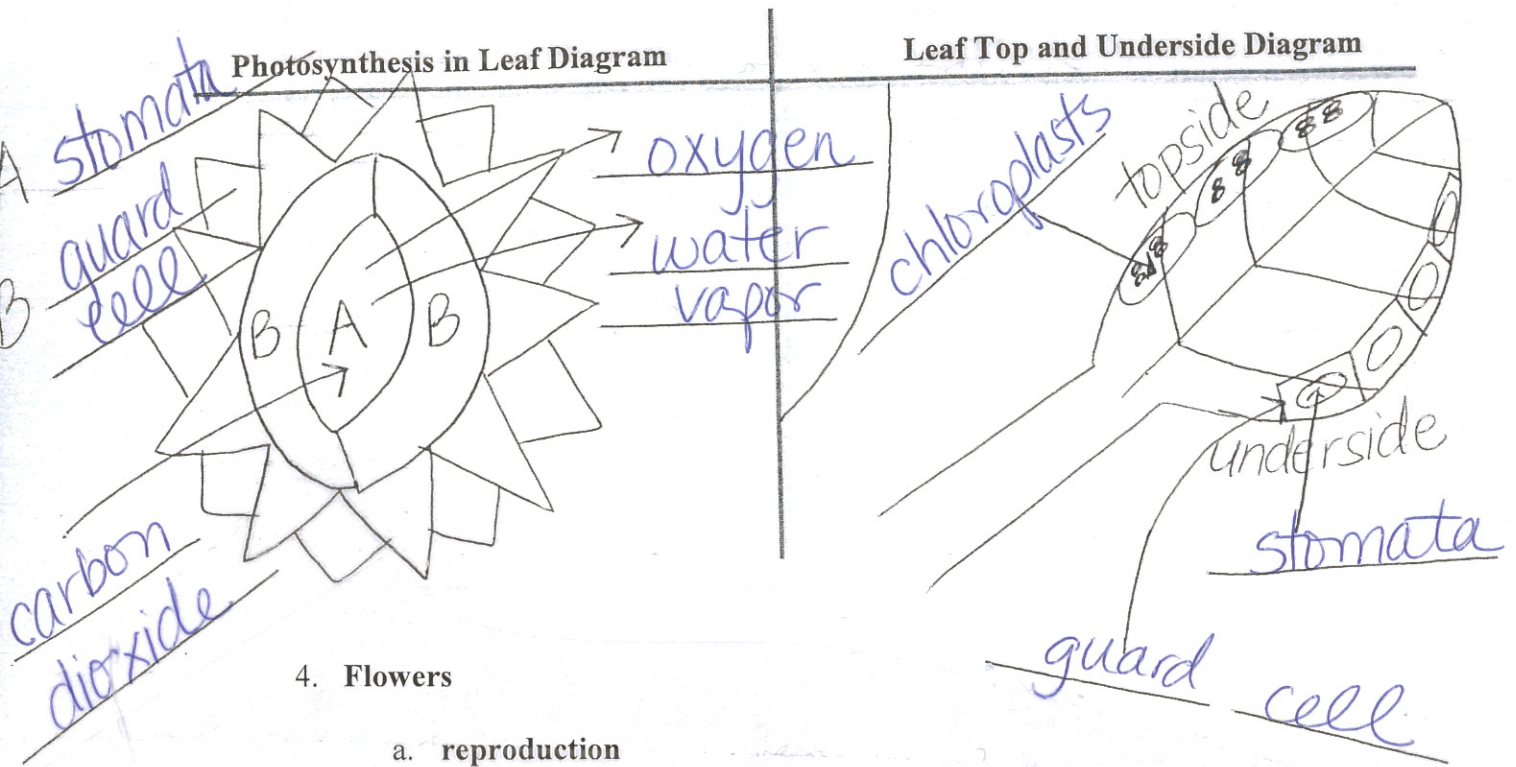 Photosynthesis in Leaf Diagram
A stomata
B guard
cell
oxygen
water
vapor
B A B
carbon
dioxide
Leaf Top and Underside Diagram
chloroplasts
topside
underside
stomata
guard cell
4. Flowers
a. reproduction